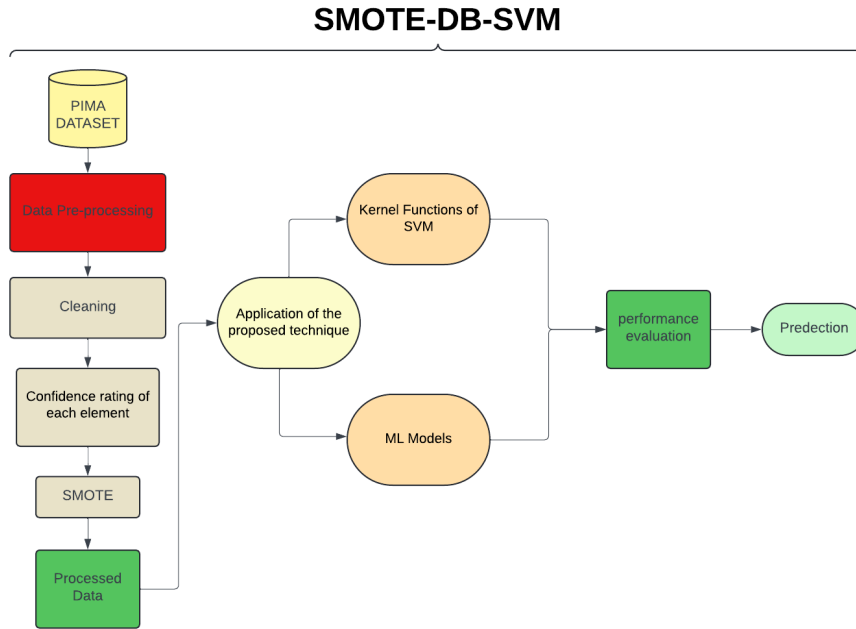 SMOTE-DB-SVM
PIMA
DATASET
Data Pre-processing
Cleaning
Confidence rating of
each element
SMOTE
Processed
Data
Application of the
proposed technique
Kernel Functions of
SVM
ML Models
performance
evaluation
Predection